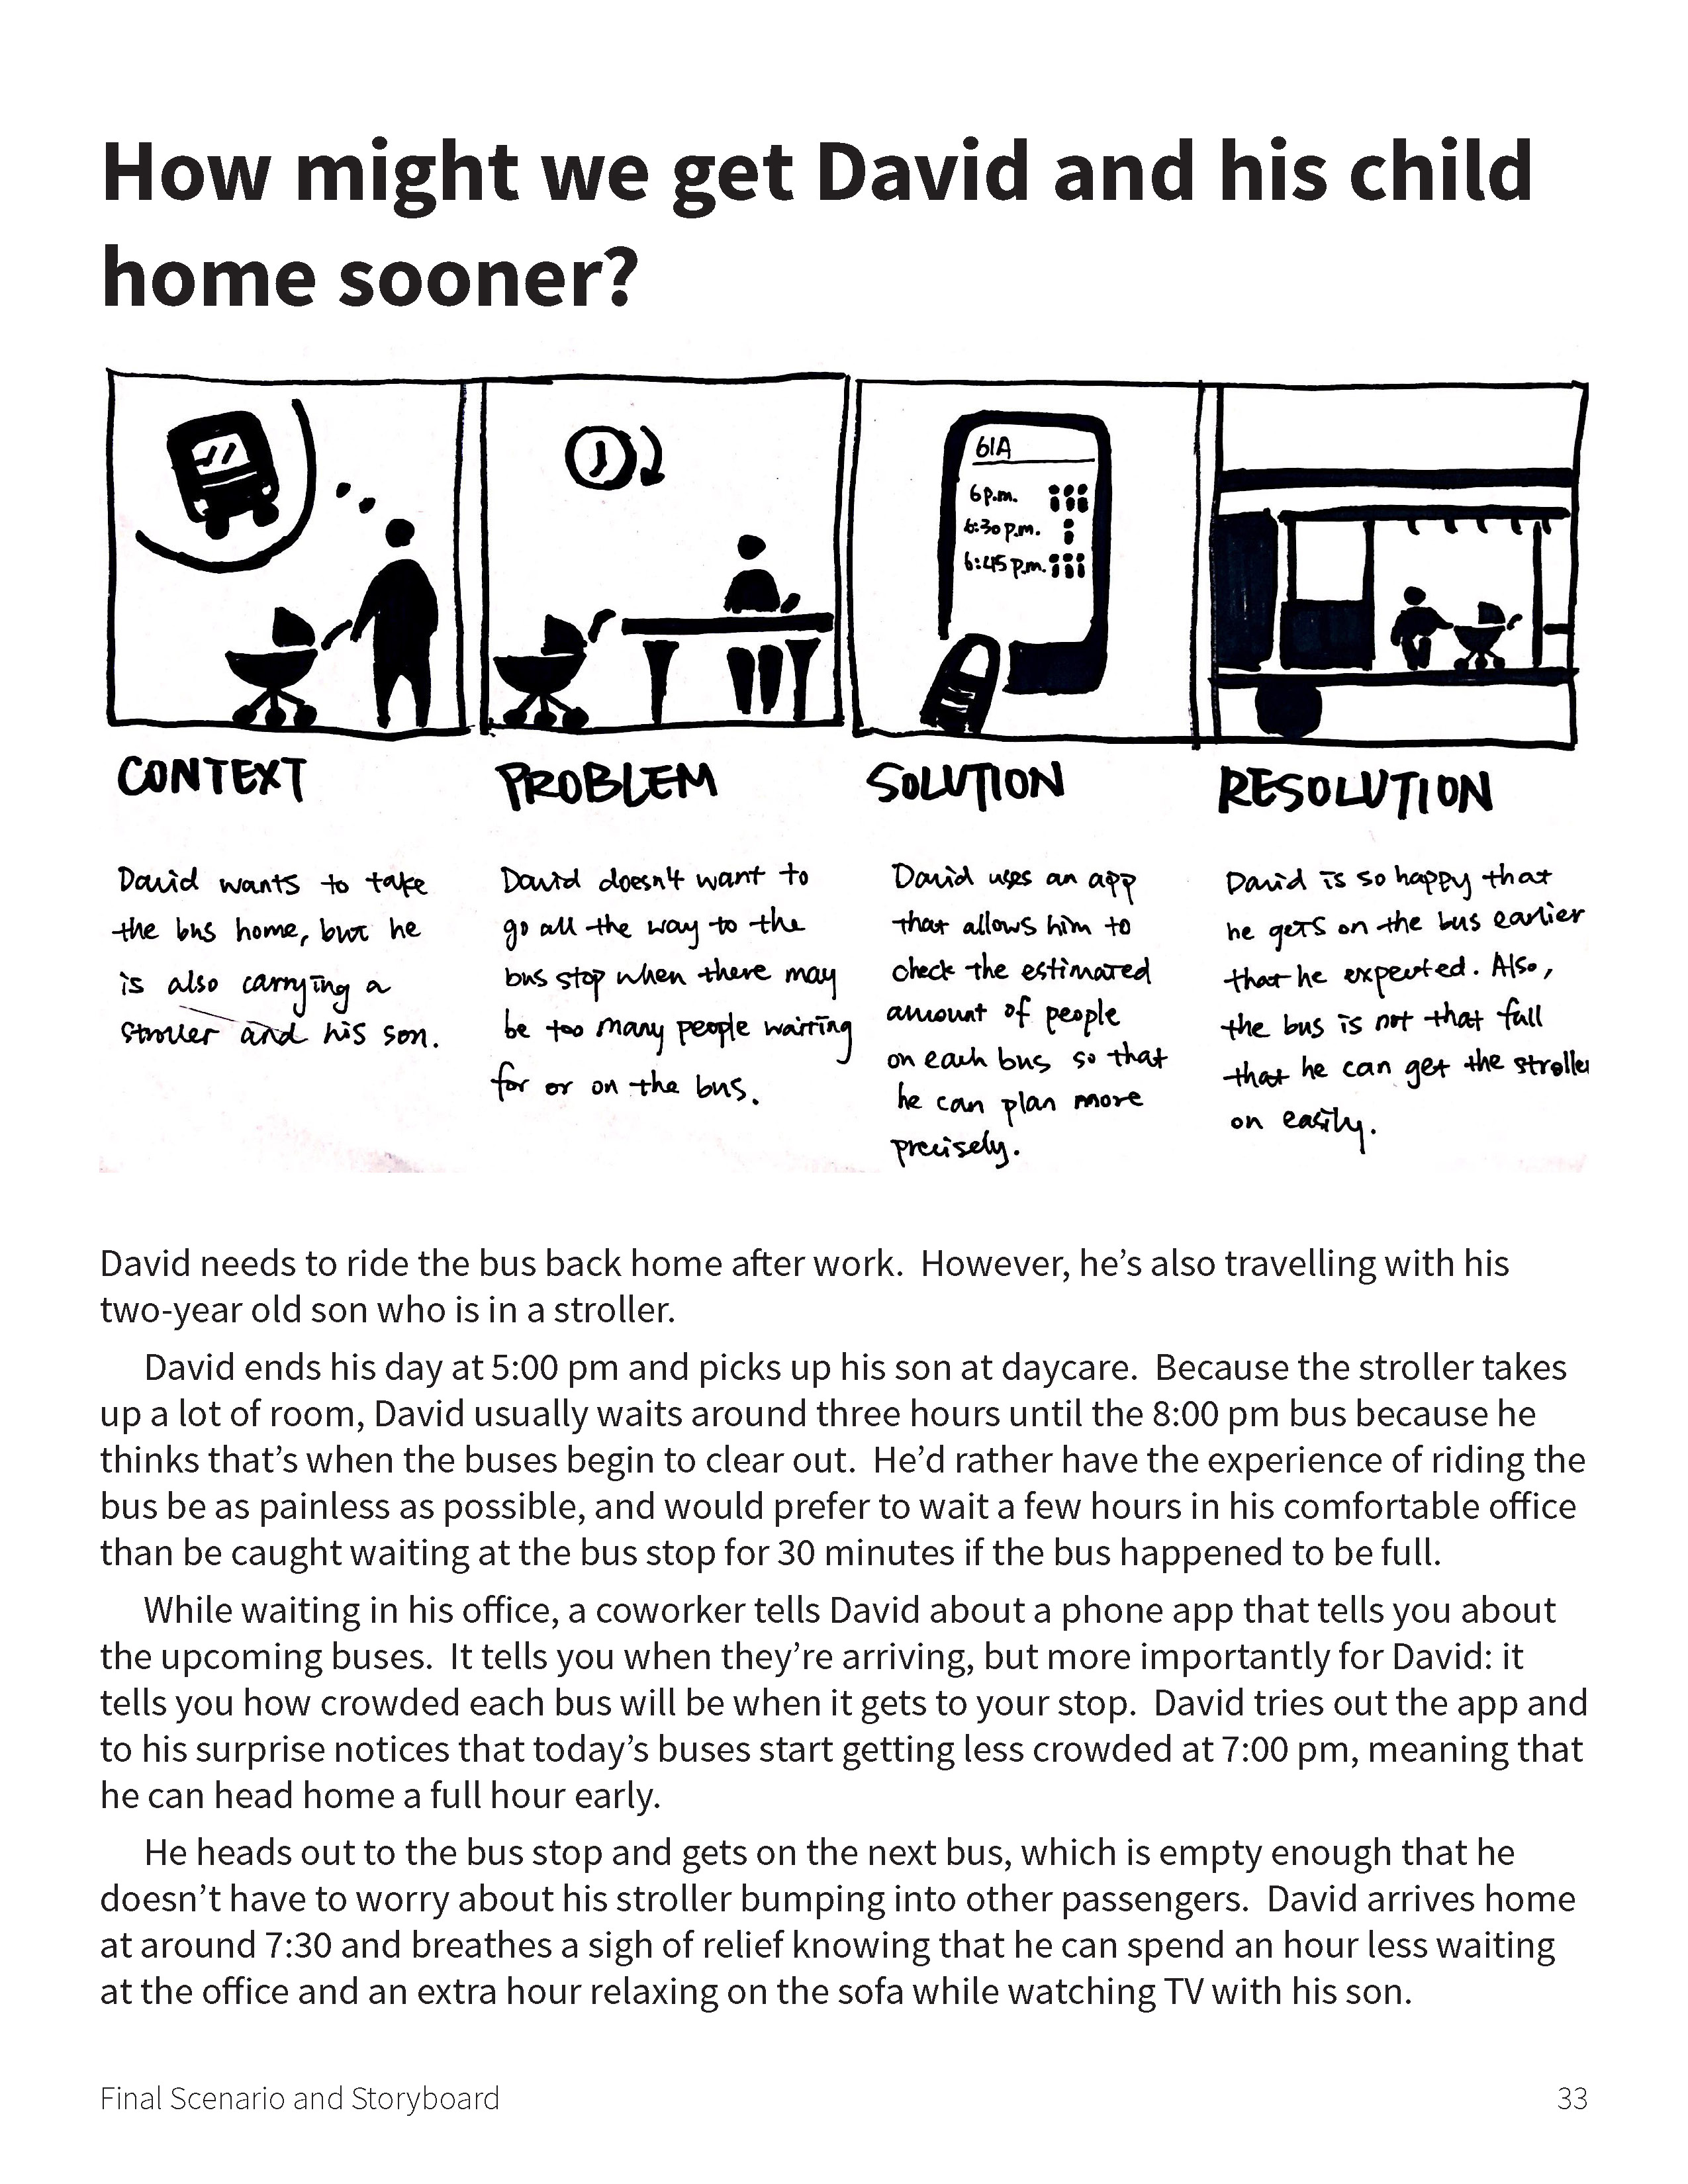 How might we get David and his child
home sooner?
61A
6 p.m.
6:30 p.m.
6:45 p.m.
CONTEXT
David wants to take
the bus home, but he
is also carrying a
stroller and his son.
PROBLEM
David doesn't want to
go all the way to the
bus stop when there may
be too many people waiting
for or on the bus.
SOLUTION
David uses an app
that allows him to
check the estimated
amount of people
on each bus so that
he can plan more
precisely.
RESOLUTION
David is so happy that
he gets on the bus earlier
that he expected. Also,
the bus is not that full
that he can get the stroller
on easily.
David needs to ride the bus back home after work.  However, he’s also travelling with his
two-year old son who is in a stroller.
David ends his day at 5:00 pm and picks up his son at daycare.  Because the stroller takes
up a lot of room, David usually waits around three hours until the 8:00 pm bus because he
thinks that’s when the buses begin to clear out.  He’d rather have the experience of riding the
bus be as painless as possible, and would prefer to wait a few hours in his comfortable office
than be caught waiting at the bus stop for 30 minutes if the bus happened to be full.
While waiting in his office, a coworker tells David about a phone app that tells you about
the upcoming buses.  It tells you when they’re arriving, but more importantly for David: it
tells you how crowded each bus will be when it gets to your stop.  David tries out the app and
to his surprise notices that today’s buses start getting less crowded at 7:00 pm, meaning that
he can head home a full hour early.
He heads out to the bus stop and gets on the next bus, which is empty enough that he
doesn’t have to worry about his stroller bumping into other passengers.  David arrives home
at around 7:30 and breathes a sigh of relief knowing that he can spend an hour less waiting
at the office and an extra hour relaxing on the sofa while watching TV with his son.
Final Scenario and Storyboard
33